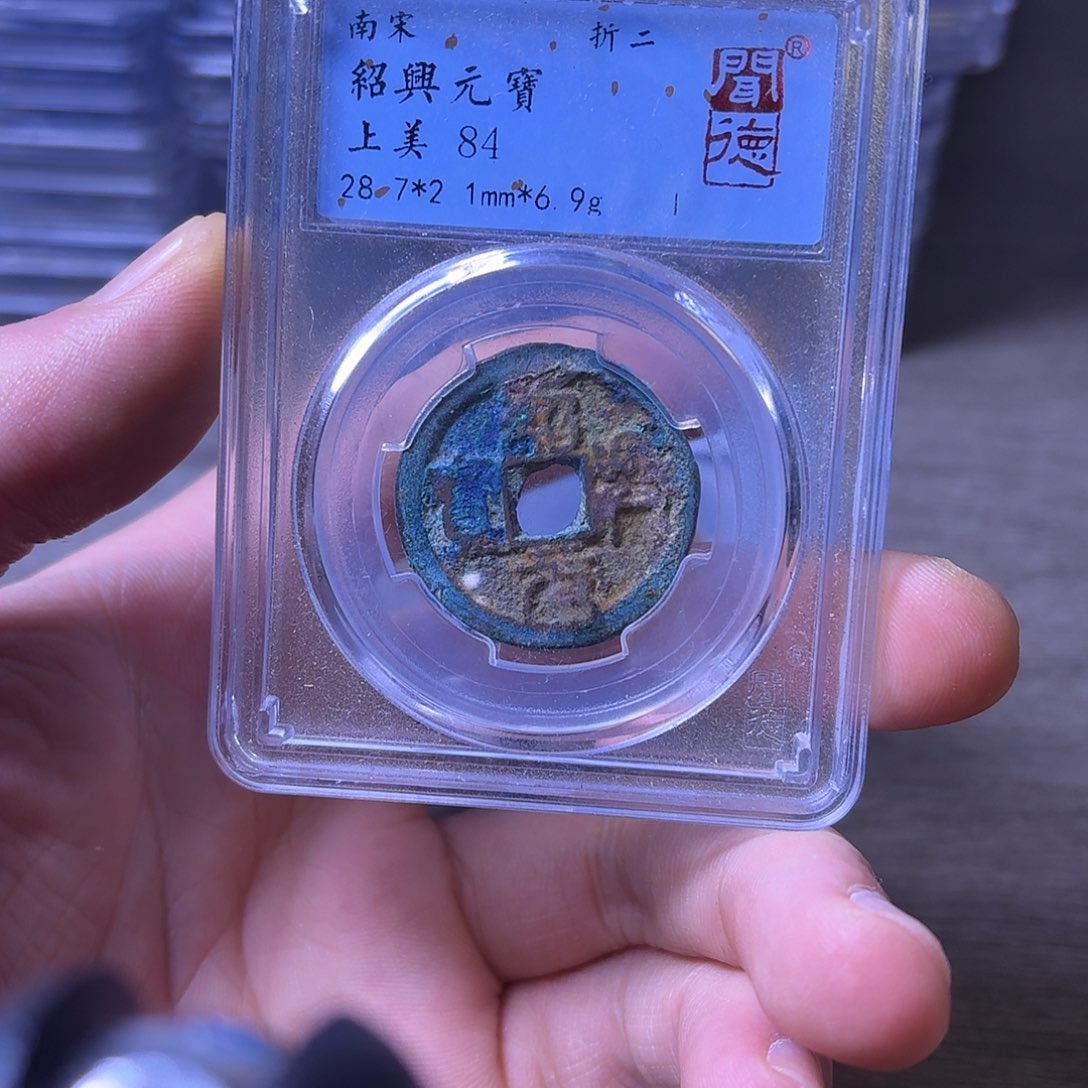 南宋 折二
紹興元寶
上美 84
28.7*2.1mm*6.9g
聞德®